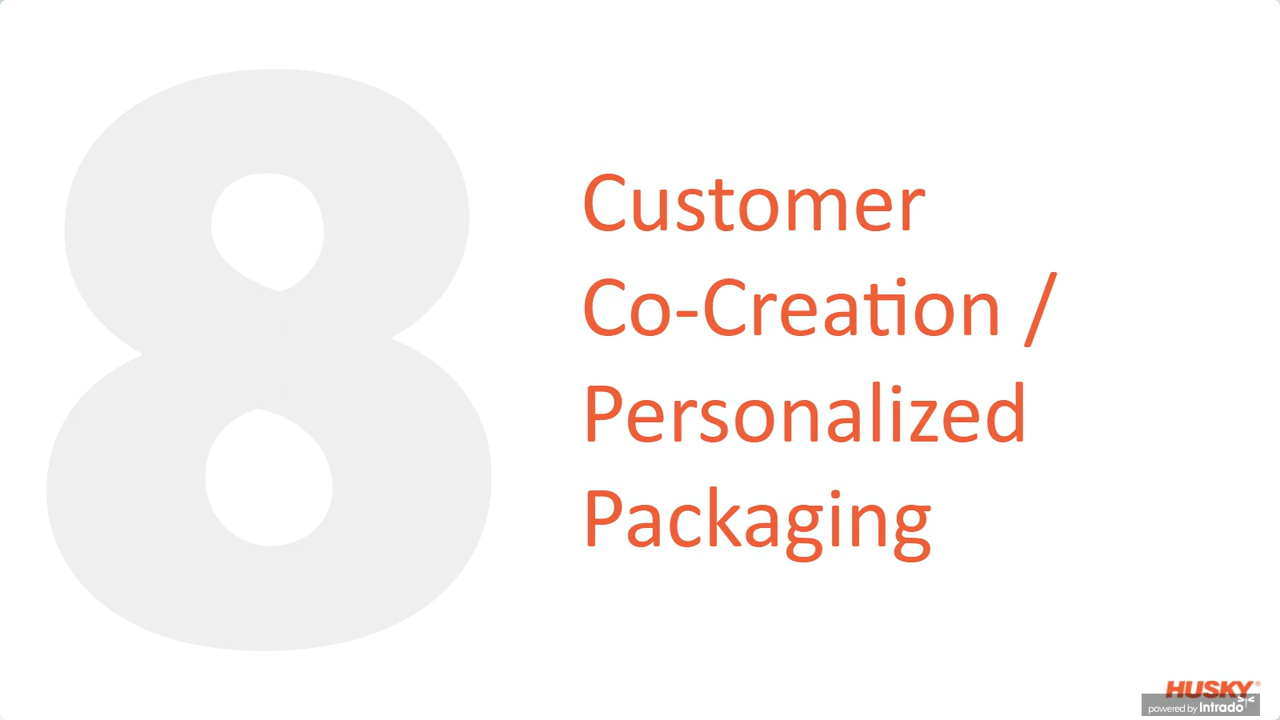 8
Customer
Co-Creation /
Personalized
Packaging
HUSKY®
powered by Intrado